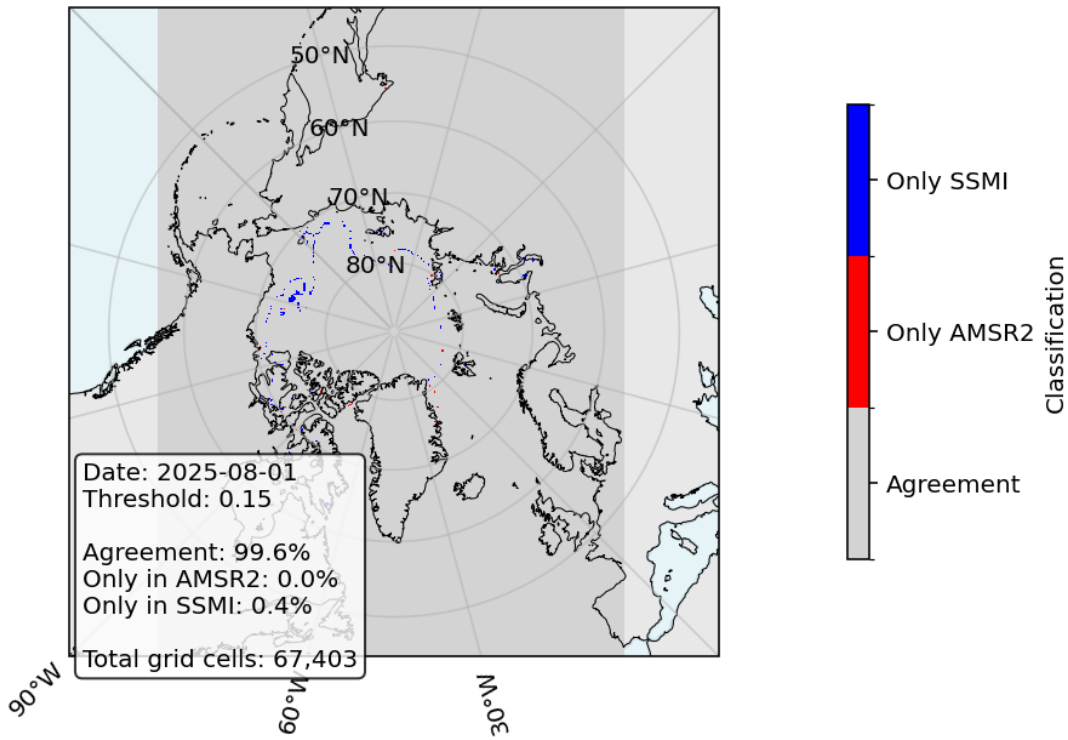 50°N
60°N
70°N
80°N
Date: 2025-08-01
Threshold: 0.15
Agreement: 99.6%
Only in AMSR2: 0.0%
Only in SSMI: 0.4%
Total grid cells: 67,403
90°W
60°W
30°W
Only SSMI
Only AMSR2
Agreement
Classification